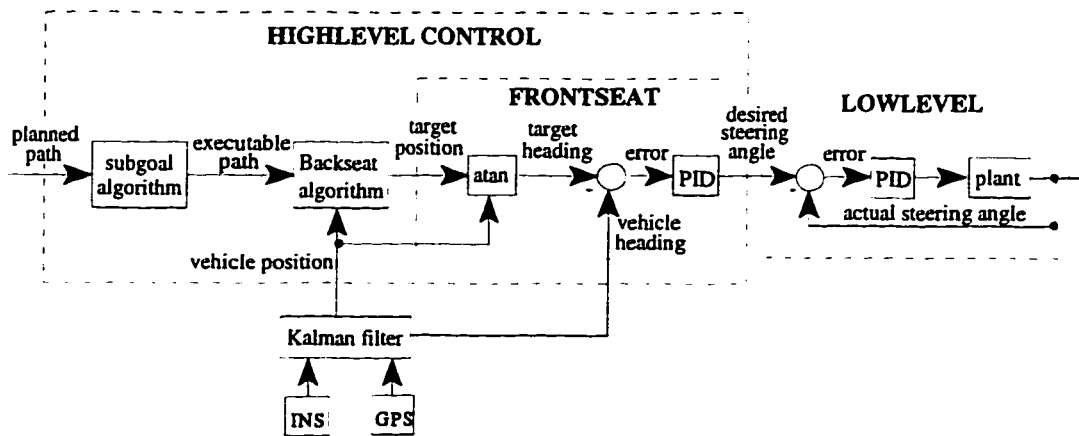 HIGHLEVEL CONTROL
FRONTSEAT
LOWLEVEL
planned
path
subgoal
algorithm
executable
path
Backseat
algorithm
target
position
atan
target
heading
-
error
PID
desired
steering
angle
-
error
PID
plant
actual steering angle
vehicle
heading
vehicle position
Kalman filter
INS
GPS